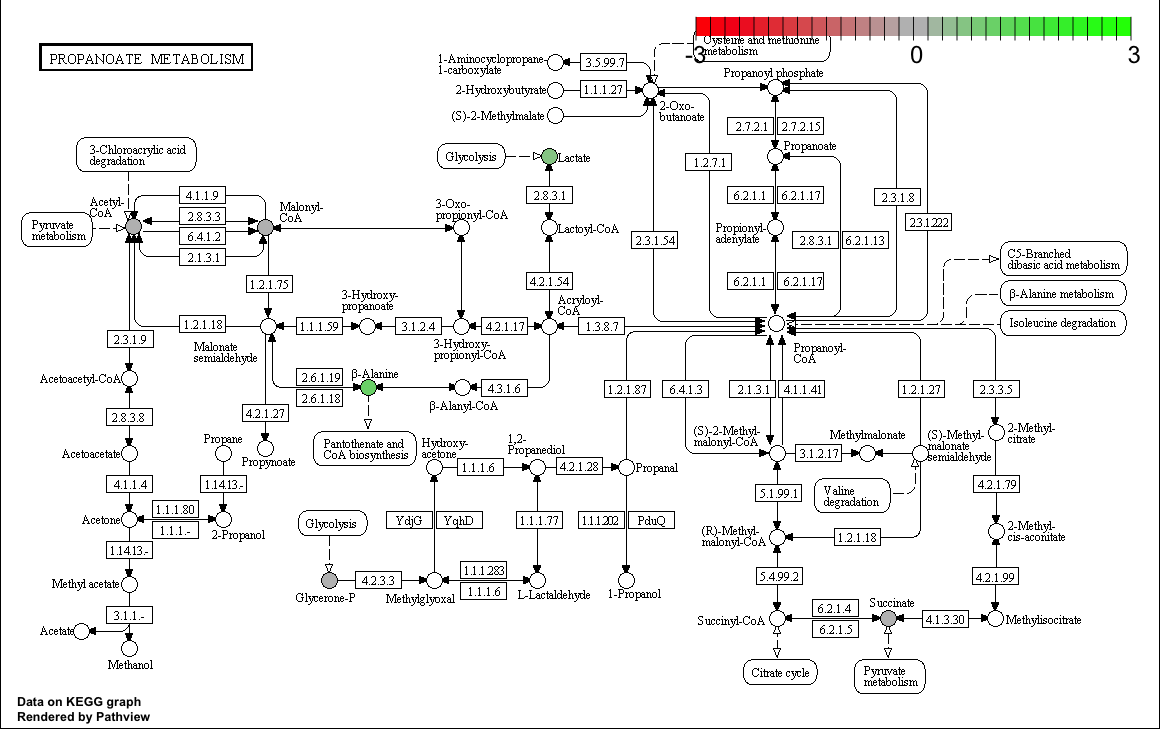 PROPANOATE METABOLISM
-3
0
3
Cysteine and methionine
metabolism
1-Aminocyclopropane
1-carboxylate
3.5.99.7
Propanoyl phosphate
2-Hydroxybutyrate
1.1.1.27
2-Oxo-
butanoate
(S)-2-Methylmalate
2.7.2.1
2.7.2.15
3-Chloroacrylic acid
degradation
Glycolysis
Lactate
1.2.7.1
Propanoate
4.1.1.9
2.8.3.1
6.2.1.1
6.2.1.17
2.3.1.8
Acetyl-
CoA
Malonyl-
CoA
3-Oxo-
propionyl-CoA
2.8.3.3
23.1.222
Pyruvate
metabolism
6.4.1.2
Lactoyl-CoA
Propionyl-
adenylate
2.3.1.54
2.8.3.1
6.2.1.13
2.1.3.1
C5-Branched
dibasic acid metabolism
1.2.1.75
4.2.1.54
6.2.1.1
6.2.1.17
β-Alanine metabolism
3-Hydroxy-
propanoate
Acryloyl-
CoA
1.2.1.18
1.1.1.59
3.1.2.4
4.2.1.17
1.3.8.7
Isoleucine degradation
2.3.1.9
Malonate
semialdehyde
3-Hydroxy-
propionyl-CoA
Propanoyl-
CoA
Acetoacetyl-CoA
2.6.1.19
β-Alanine
2.6.1.18
β-Alanyl-CoA
4.3.1.6
1.2.1.87
6.4.1.3
2.1.3.1
4.1.1.41
1.2.1.27
2.3.3.5
2.8.3.8
4.2.1.27
Pantothenate and
CoA biosynthesis
Propane
Hydroxy-
acetone
1,2-
Propanediol
(S)-2-Methyl-
malonyl-CoA
Methylmalonate
(S)-Methyl-
malonate
semialdehyde
2-Methyl-
citrate
Acetoacetate
Propynoate
1.1.1.6
4.2.1.28
Propanal
3.1.2.17
4.1.1.4
1.14.13.-
5.1.99.1
Valine
degradation
4.2.1.79
Acetone
1.1.1.80
1.1.1.-
2-Propanol
Glycolysis
YdjG
YqhD
1.1.1.77
1.1.1202
PduQ
(R)-Methyl-
malonyl-CoA
1.2.1.18
2-Methyl-
cis-aconitate
1.14.13.-
Methyl acetate
Glycerone-P
4.2.3.3
Methylglyoxal
1.1.1283
1.1.1.6
L-Lactaldehyde
1-Propanol
5.4.99.2
4.2.1.99
3.1.1.-
Acetate
Methanol
Succinyl-CoA
6.2.1.4
6.2.1.5
Succinate
4.1.3.30
Methylisocitrate
Citrate cycle
Pyruvate
metabolism
Data on KEGG graph
Rendered by Pathview